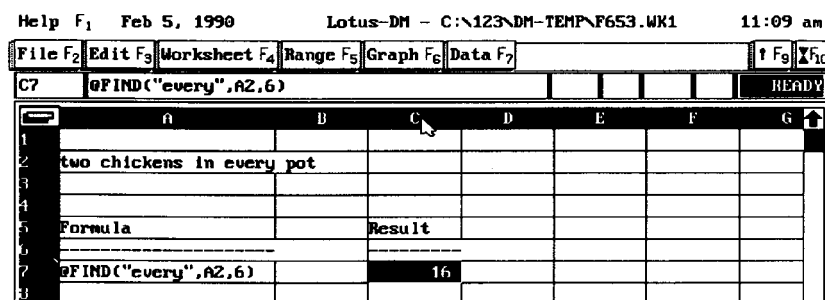 Help F1 Feb 5, 1990 Lotus-DM - C:\123\DM-TEMP\F653.WK1 11:09 am
File F2 Edit F3 Worksheet F4 Range F5 Graph F6 Data F7 ↑ F9 F10
C7 @FIND("every",A2,6) READY
A B C D E F G
1
2 two chickens in every pot
3
4
5 Formula Result
6 ---------------------- ---------
7 @FIND("every",A2,6) 16
8